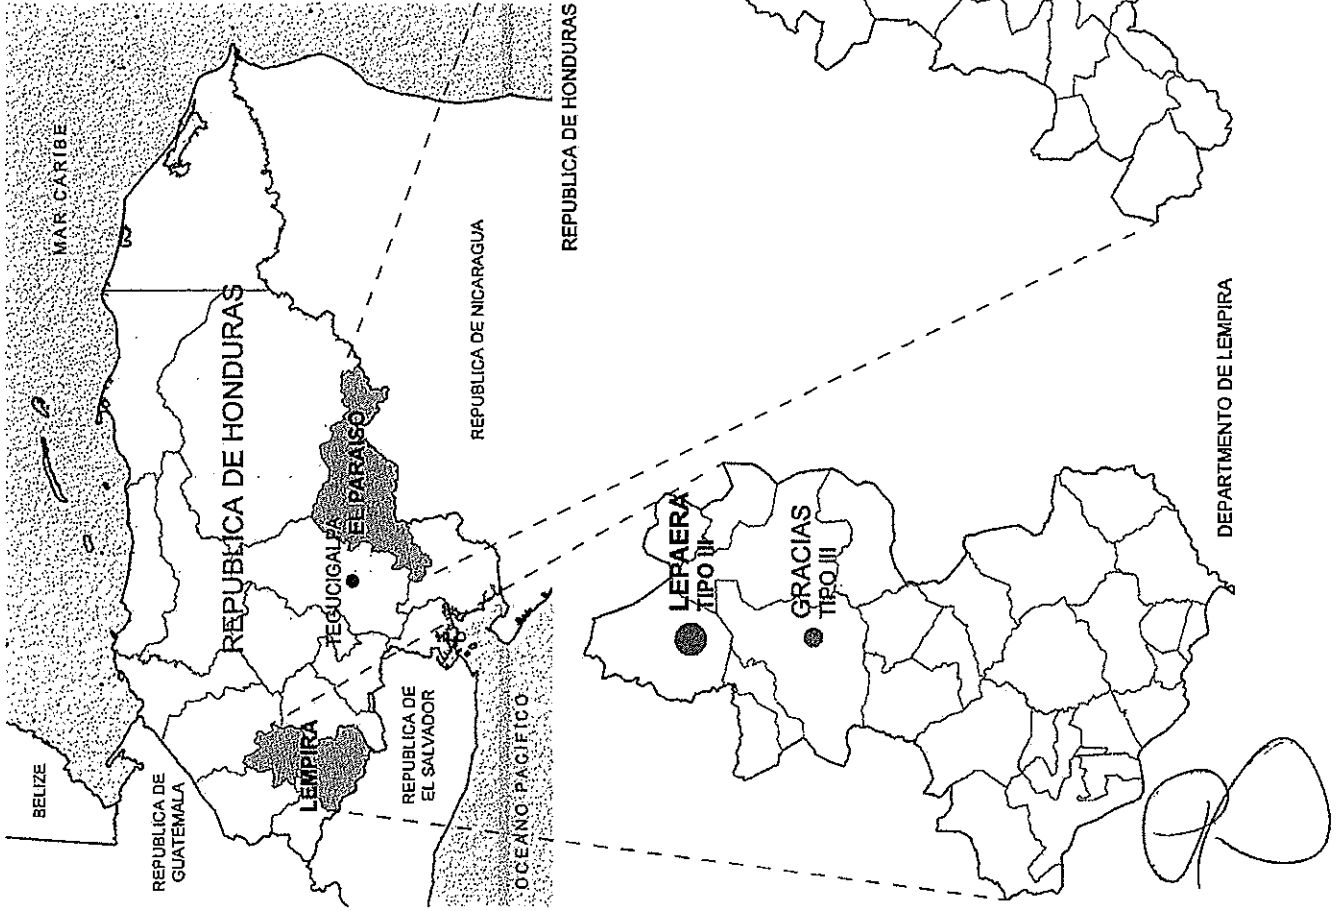 MAR CARIBE
BELIZE
REPUBLICA DE
GUATEMALA
REPUBLICA DE HONDURAS
TEGUCIGALPA
EL PARAISO
LEMPIRA
REPUBLICA DE
EL SALVADOR
REPUBLICA DE NICARAGUA
OCEANO PACIFICO
REPUBLICA DE HONDURAS
LEPAERA
TIPO III
GRACIAS
TIPO III
DEPARTMENTO DE LEMPIRA